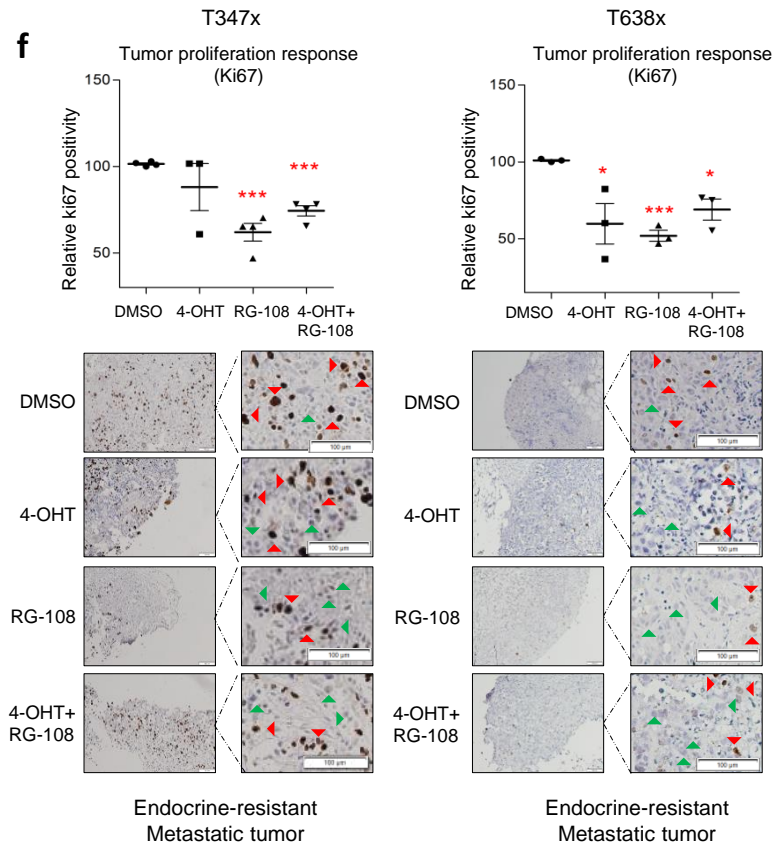 f
T347x
Tumor proliferation response
(Ki67)
Relative ki67 positivity
150
100
50
***
***
DMSO
4-OHT
RG-108
4-OHT+
RG-108
T638x
Tumor proliferation response
(Ki67)
Relative ki67 positivity
150
100
50
*
***
*
DMSO
4-OHT
RG-108
4-OHT+
RG-108
DMSO
100 µm
4-OHT
100 µm
RG-108
100 µm
4-OHT+
RG-108
100 µm
Endocrine-resistant
Metastatic tumor
DMSO
100 µm
4-OHT
100 µm
RG-108
100 µm
4-OHT+
RG-108
100 µm
Endocrine-resistant
Metastatic tumor